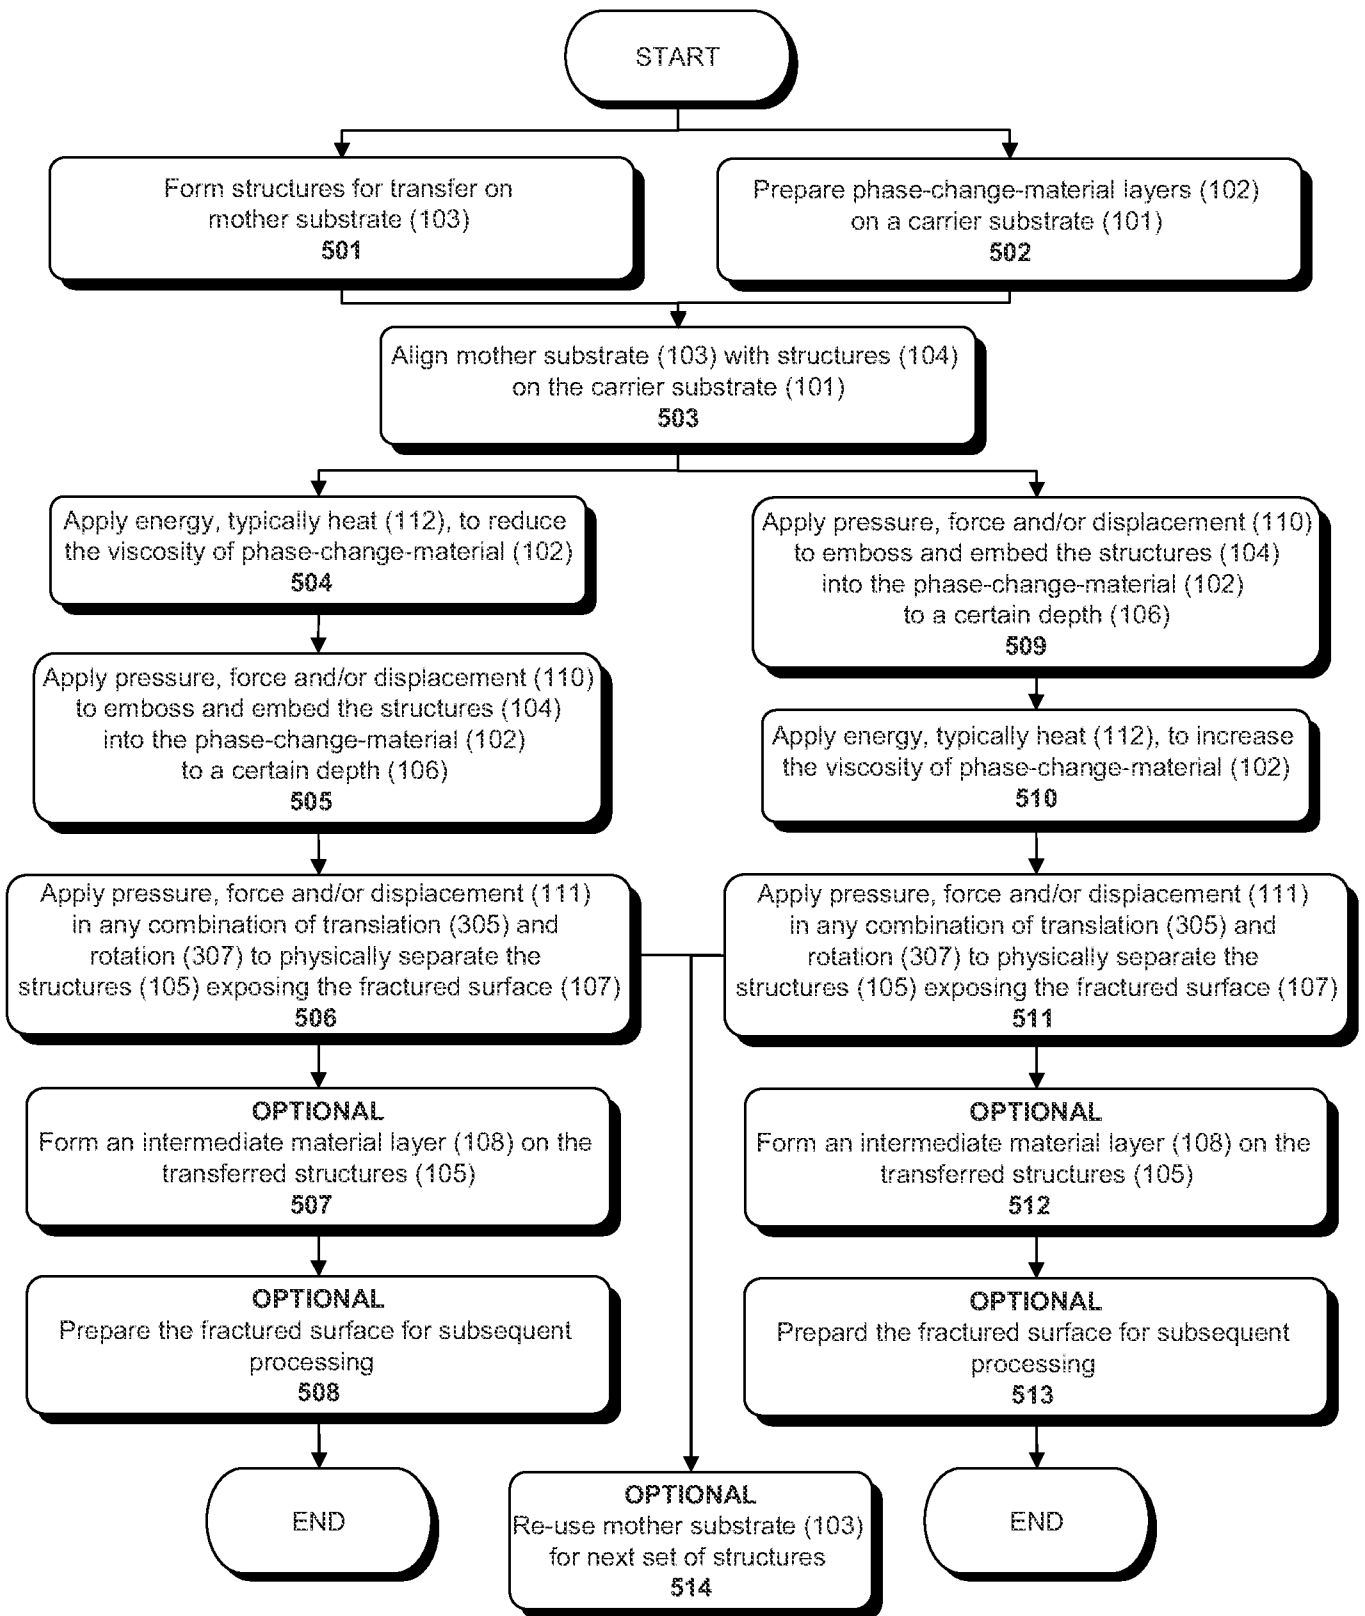 START
Form structures for transfer on
mother substrate (103)
501
Prepare phase-change-material layers (102)
on a carrier substrate (101)
502
Align mother substrate (103) with structures (104)
on the carrier substrate (101)
503
Apply energy, typically heat (112), to reduce
the viscosity of phase-change-material (102)
504
Apply pressure, force and/or displacement (110)
to emboss and embed the structures (104)
into the phase-change-material (102)
to a certain depth (106)
505
Apply pressure, force and/or displacement (111)
in any combination of translation (305) and
rotation (307) to physically separate the
structures (105) exposing the fractured surface (107)
506
OPTIONAL
Form an intermediate material layer (108) on the
transferred structures (105)
507
OPTIONAL
Prepare the fractured surface for subsequent
processing
508
END
Apply pressure, force and/or displacement (110)
to emboss and embed the structures (104)
into the phase-change-material (102)
to a certain depth (106)
509
Apply energy, typically heat (112), to increase
the viscosity of phase-change-material (102)
510
Apply pressure, force and/or displacement (111)
in any combination of translation (305) and
rotation (307) to physically separate the
structures (105) exposing the fractured surface (107)
511
OPTIONAL
Form an intermediate material layer (108) on the
transferred structures (105)
512
OPTIONAL
Prepard the fractured surface for subsequent
processing
513
END
OPTIONAL
Re-use mother substrate (103)
for next set of structures
514